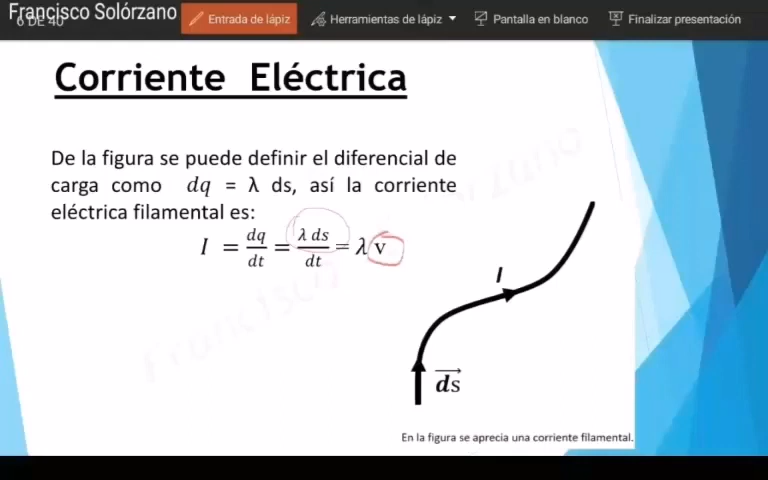 Francisco Solórzano
6 DE 40
Entrada de lápiz
Herramientas de lápiz
Pantalla en blanco
Finalizar presentación
Corriente Eléctrica
De la figura se puede definir el diferencial de
carga como dq = λ ds, así la corriente
eléctrica filamental es:
I = dq/dt = λ ds/dt = λ v
I
ds
En la figura se aprecia una corriente filamental.